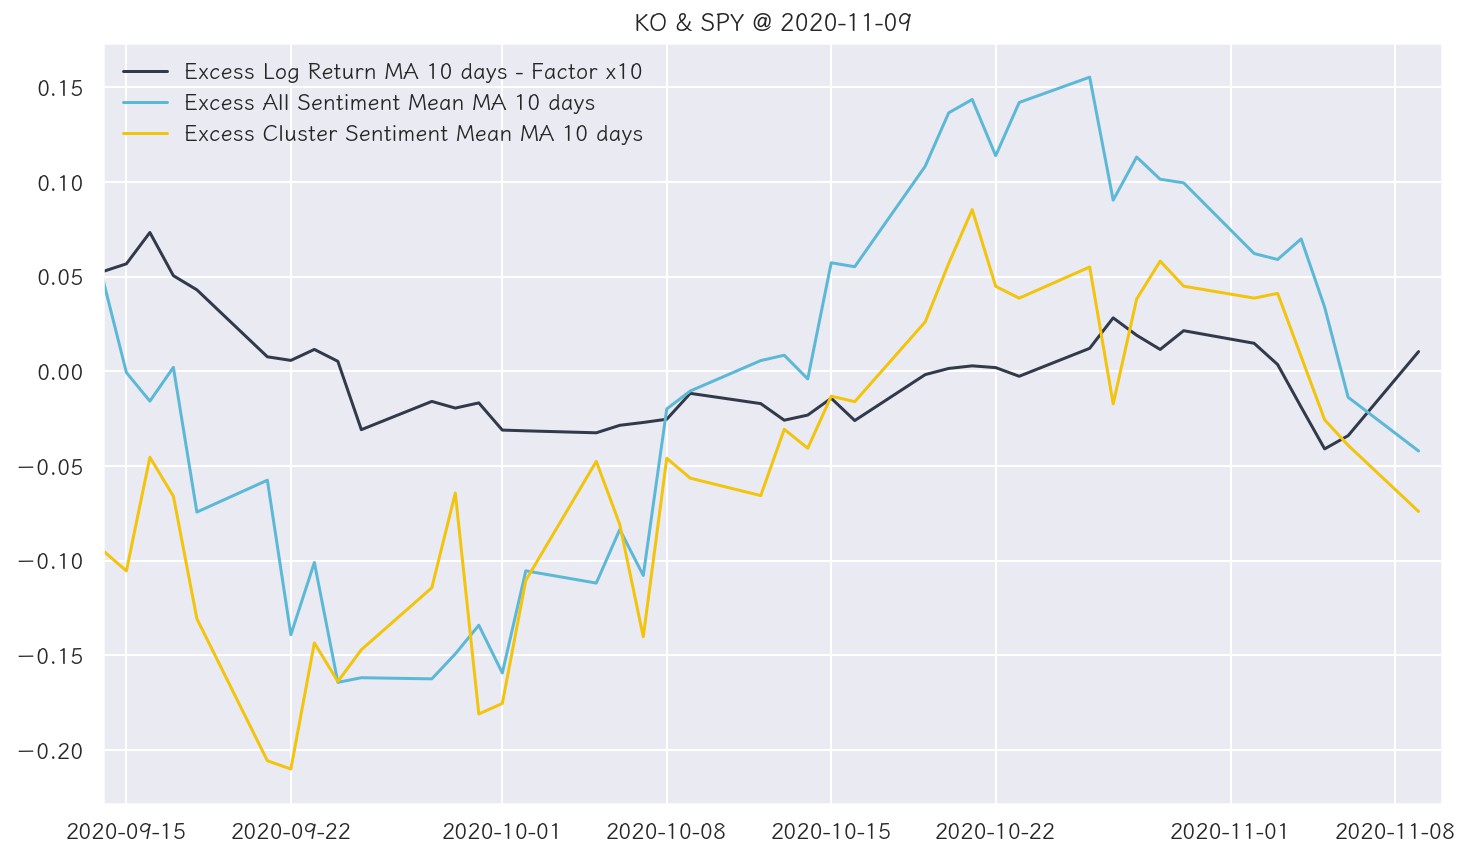 KO & SPY @ 2020-11-09
Excess Log Return MA 10 days - Factor x10
Excess All Sentiment Mean MA 10 days
Excess Cluster Sentiment Mean MA 10 days
0.15
0.10
0.05
0.00
−0.05
−0.10
−0.15
−0.20
2020-09-15 2020-09-22 2020-10-01 2020-10-08 2020-10-15 2020-10-22 2020-11-01 2020-11-08